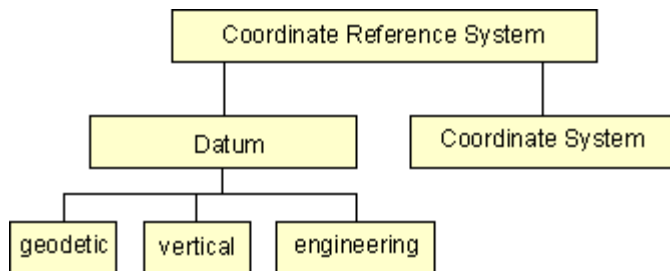 Coordinate Reference System
Datum
Coordinate System
geodetic
vertical
engineering